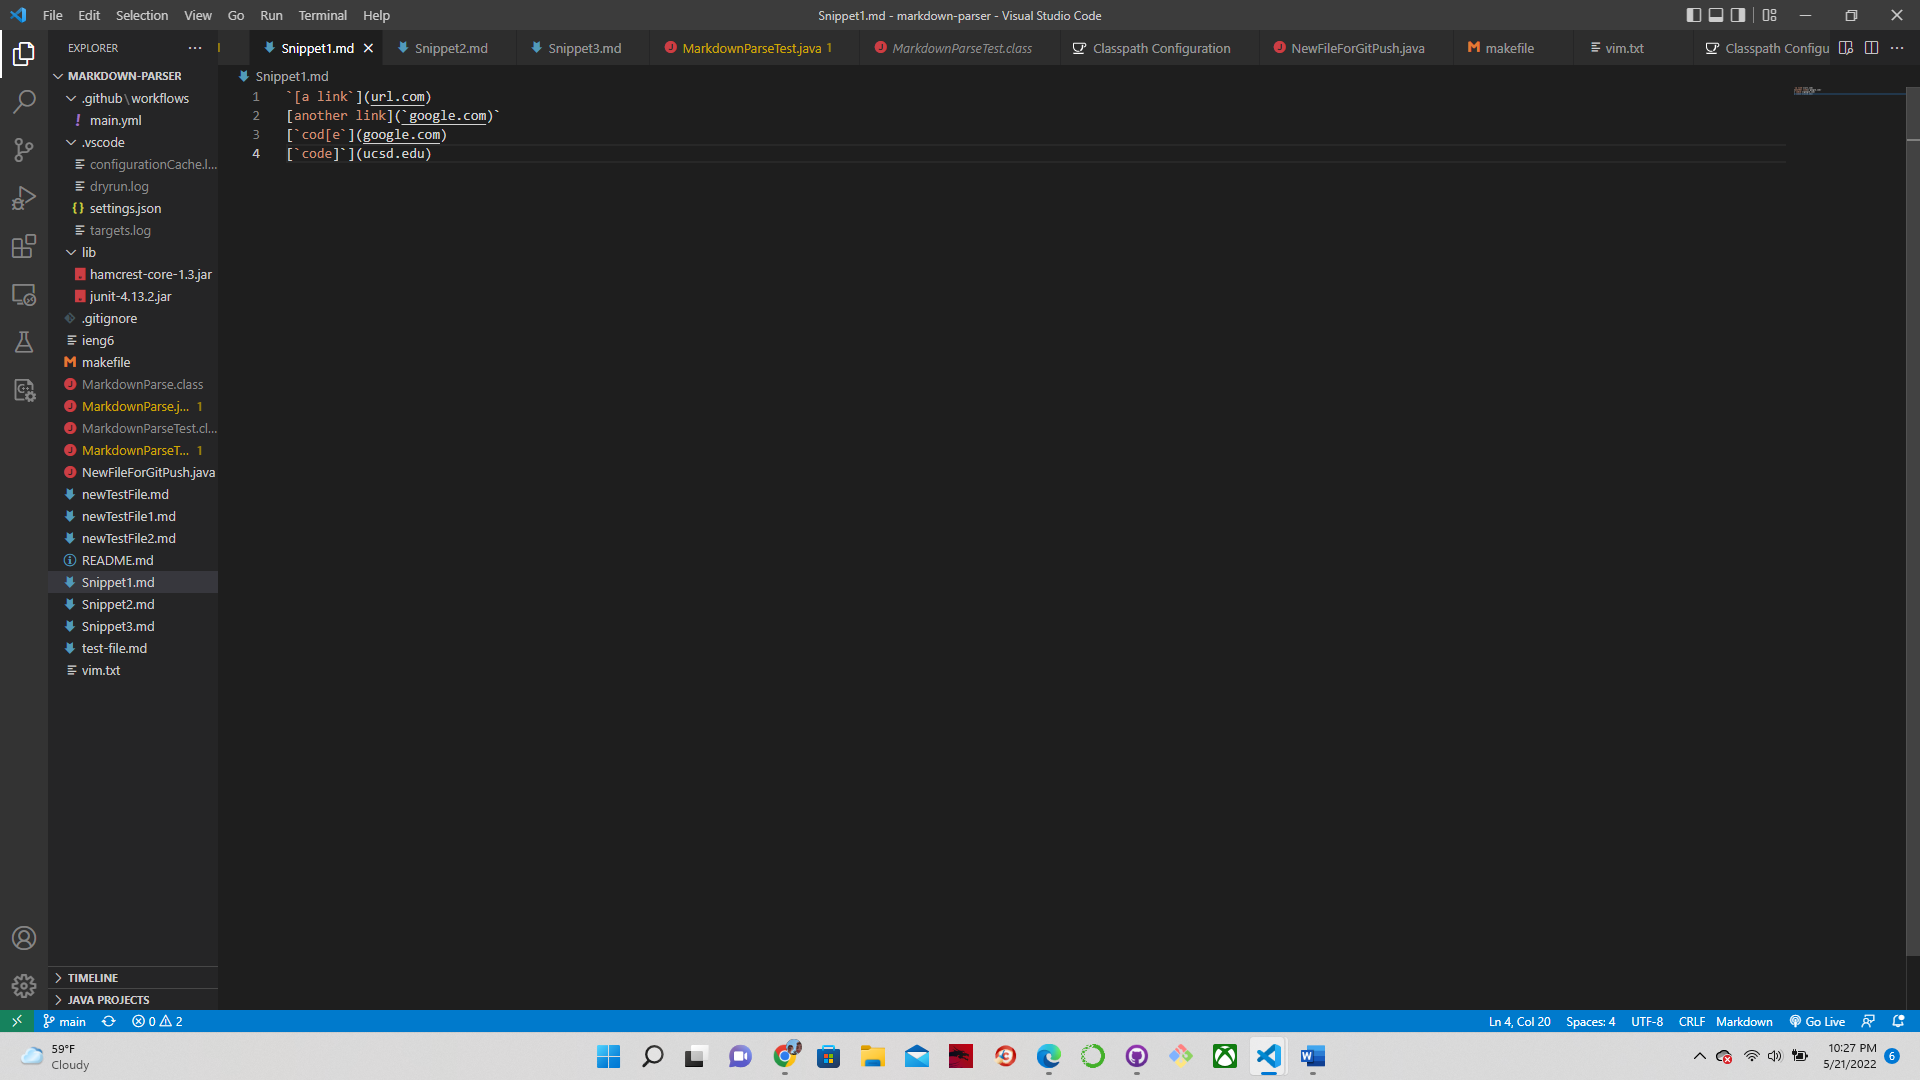 File Edit Selection View Go Run Terminal Help
Snippet1.md - markdown-parser - Visual Studio Code
EXPLORER
Snippet1.md Snippet2.md Snippet3.md MarkdownParseTest.java 1 MarkdownParseTest.class Classpath Configuration NewFileForGitPush.java makefile vim.txt Classpath Configu
MARKDOWN-PARSER
.github\workflows
main.yml
.vscode
configurationCache.l...
dryrun.log
settings.json
targets.log
lib
hamcrest-core-1.3.jar
junit-4.13.2.jar
.gitignore
ieng6
makefile
MarkdownParse.class
MarkdownParse.j... 1
MarkdownParseTest.cl...
MarkdownParseT... 1
NewFileForGitPush.java
newTestFile.md
newTestFile1.md
newTestFile2.md
README.md
Snippet1.md
Snippet2.md
Snippet3.md
test-file.md
vim.txt
TIMELINE
JAVA PROJECTS
Snippet1.md
1 `[a link`](url.com)
2 [another link](`google.com)`
3 [`cod[e`](google.com)
4 [`code]`](ucsd.edu)
main 0 2
Ln 4, Col 20 Spaces: 4 UTF-8 CRLF Markdown Go Live
59°F
Cloudy
10:27 PM
5/21/2022
6